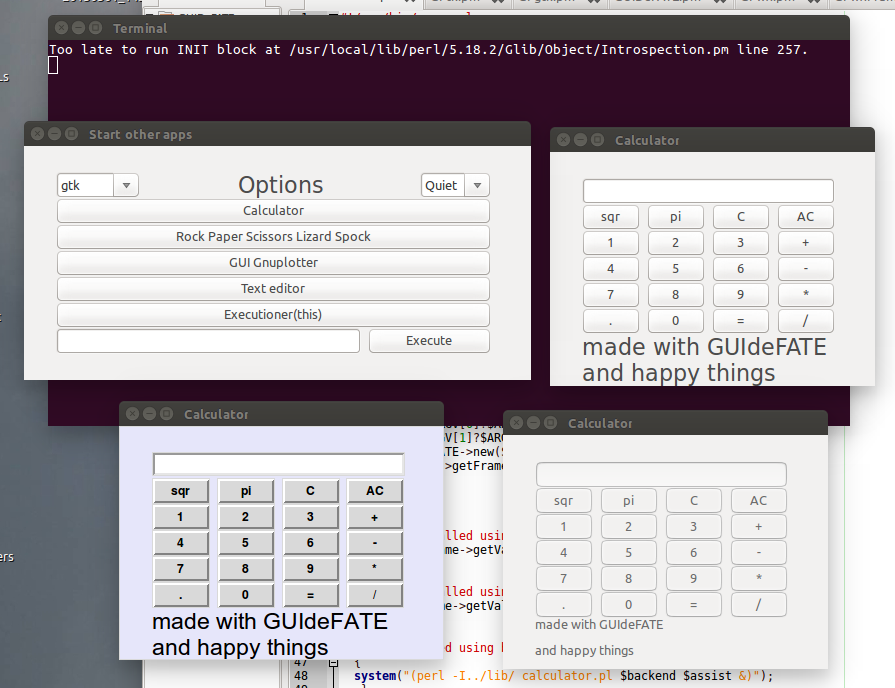 Terminal
Too late to run INIT block at /usr/local/lib/perl/5.18.2/Glib/Object/Introspection.pm line 257.
Start other apps
gtk
Options
Quiet
Calculator
Rock Paper Scissors Lizard Spock
GUI Gnuplotter
Text editor
Executioner(this)
Execute
Calculator
sqr pi C AC
1 2 3 +
4 5 6 -
7 8 9 *
. 0 = /
made with GUIdeFATE
and happy things
Calculator
sqr pi C AC
1 2 3 +
4 5 6 -
7 8 9 *
. 0 = /
made with GUIdeFATE
and happy things
Calculator
sqr pi C AC
1 2 3 +
4 5 6 -
7 8 9 *
. 0 = /
made with GUIdeFATE
and happy things
47 {
48 system("(perl -I../lib/ calculator.pl $backend $assist &)");